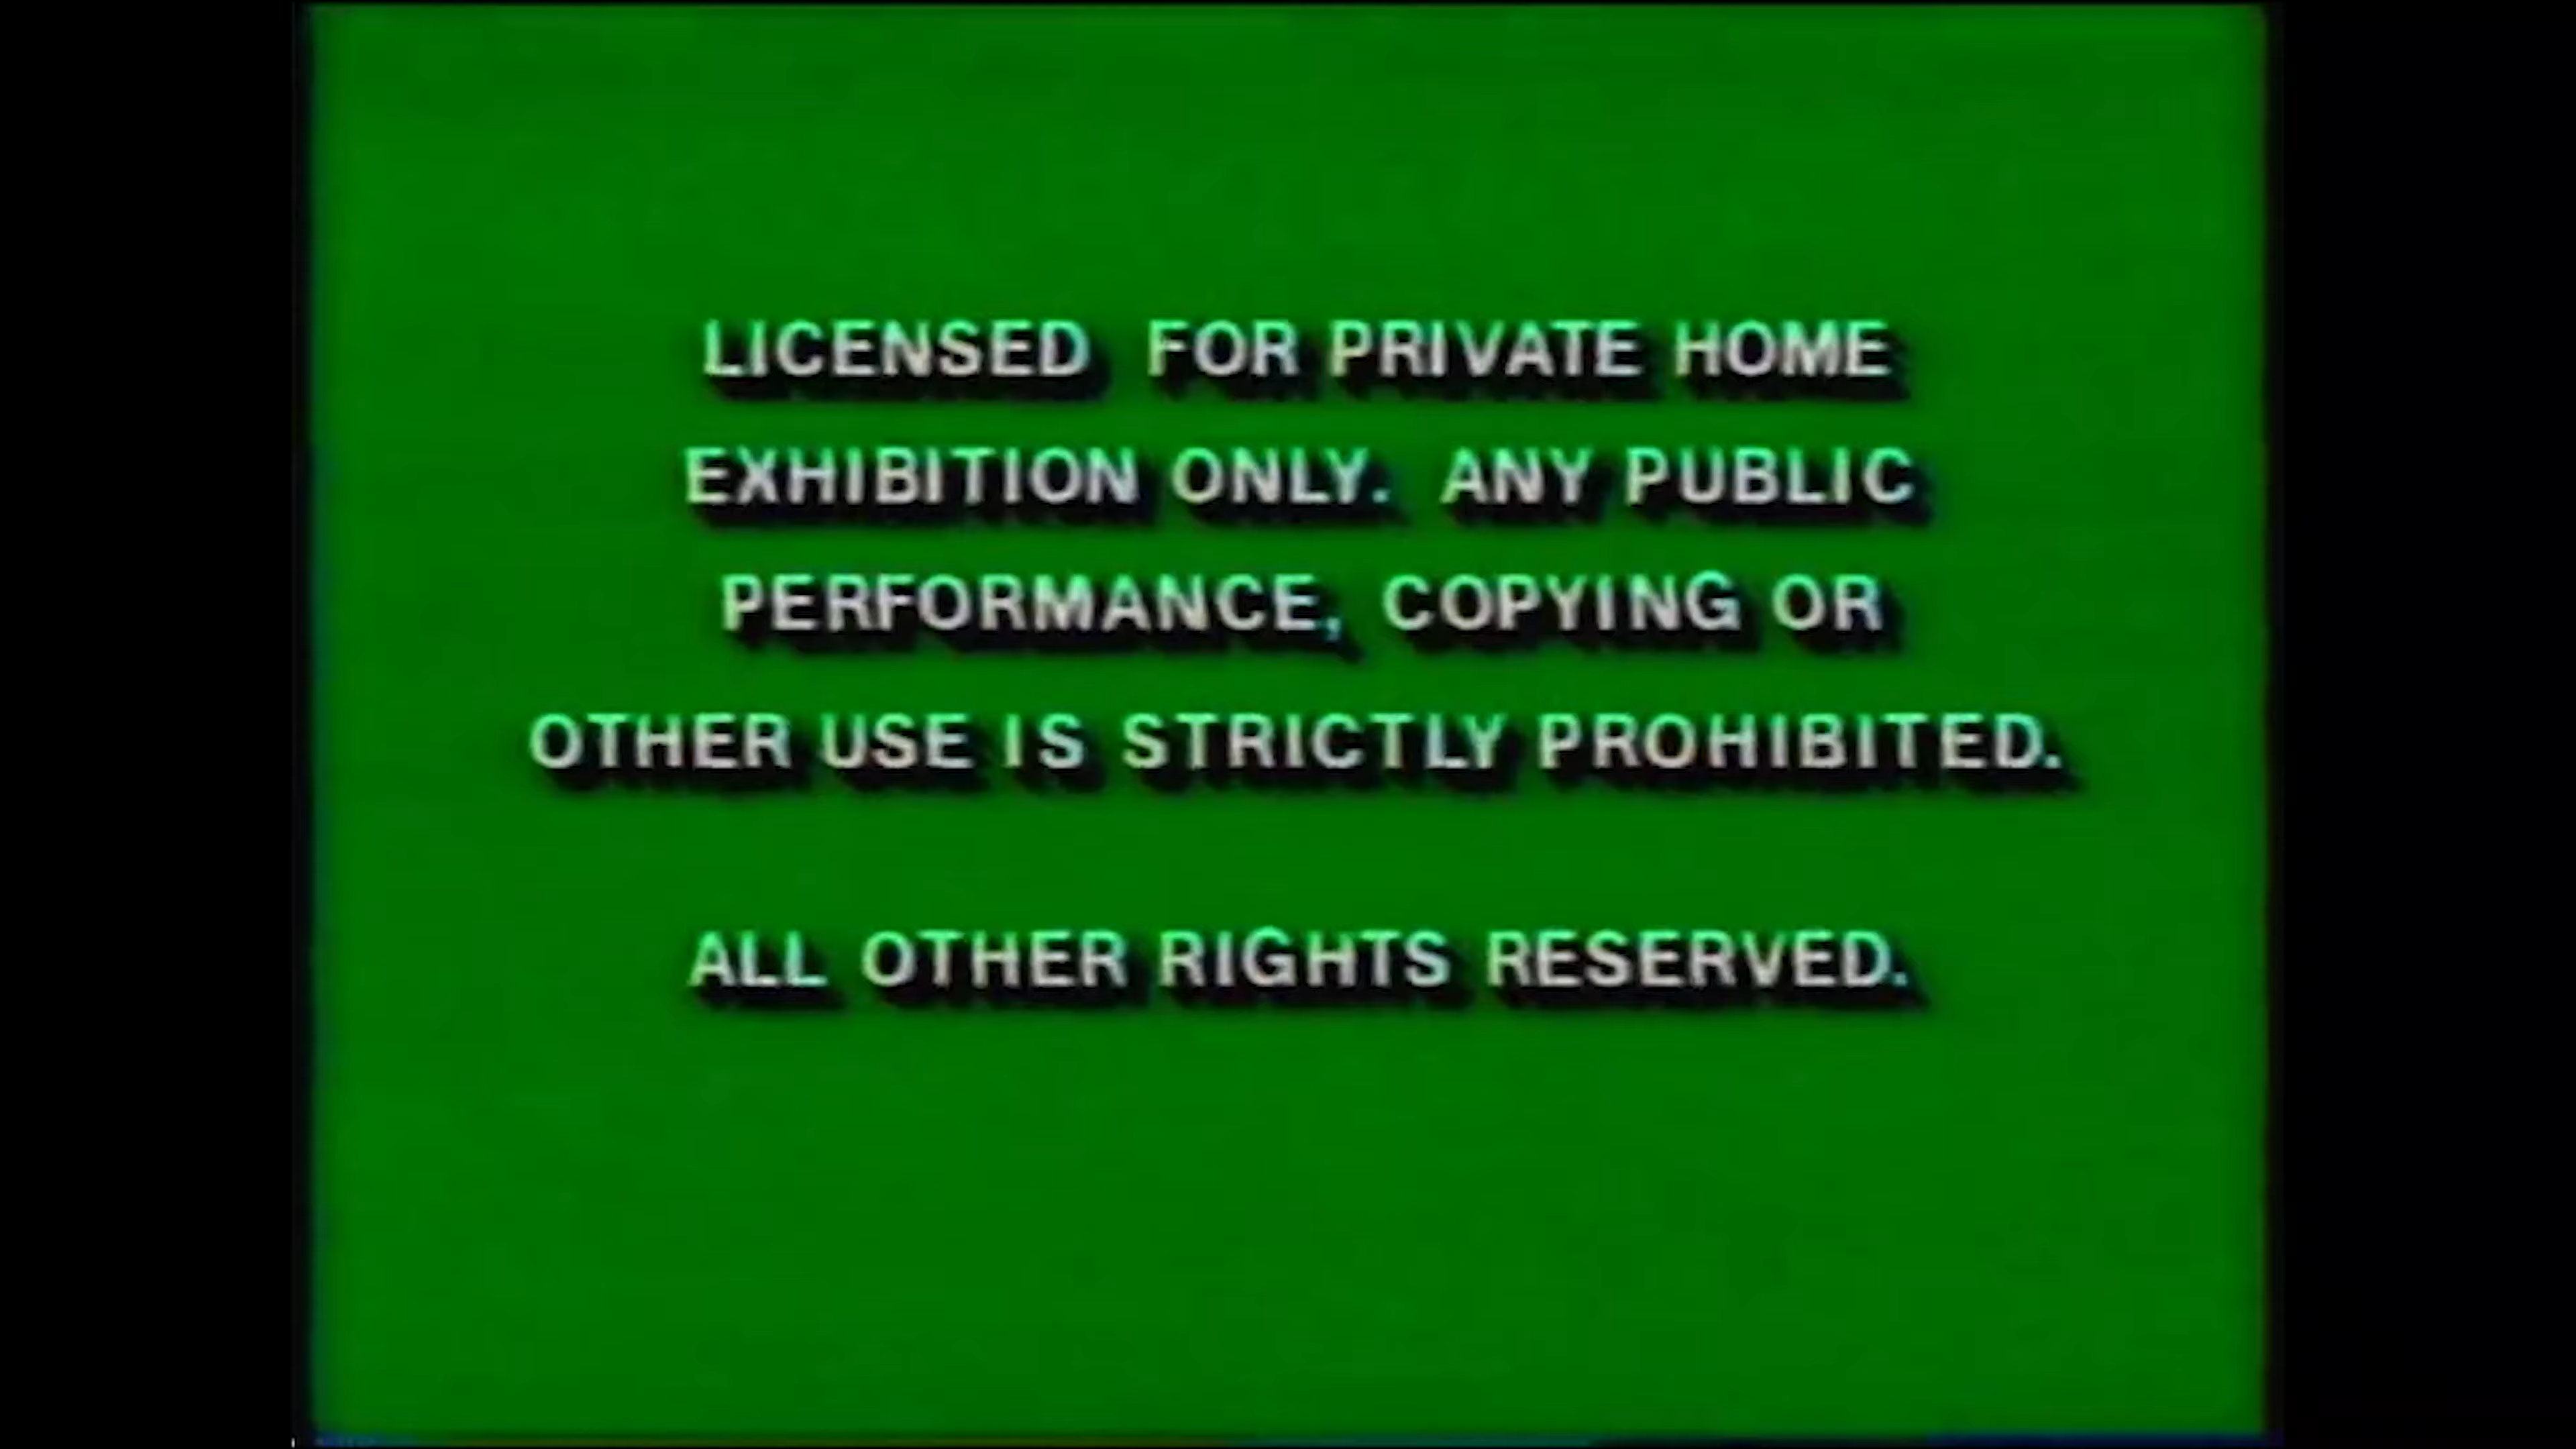 LICENSED FOR PRIVATE HOME
EXHIBITION ONLY. ANY PUBLIC
PERFORMANCE, COPYING OR
OTHER USE IS STRICTLY PROHIBITED.
ALL OTHER RIGHTS RESERVED.